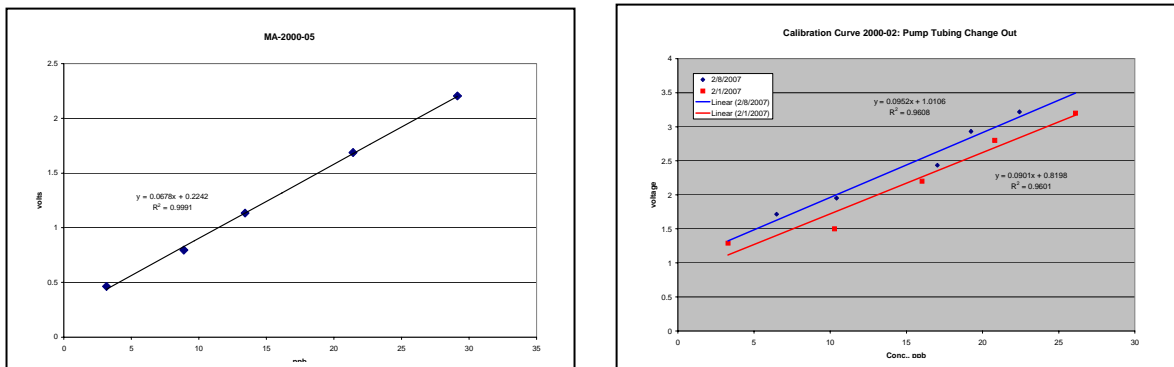 MA-2000-05
2.5
2
1.5
1
0.5
0
volts
y = 0.0678x + 0.2242
R² = 0.9991
0 5 10 15 20 25 30 35
ppb
Calibration Curve 2000-02: Pump Tubing Change Out
4
3.5
3
2.5
2
1.5
1
0.5
0
voltage
2/8/2007
2/1/2007
Linear (2/8/2007)
Linear (2/1/2007)
y = 0.0952x + 1.0106
R² = 0.9608
y = 0.0901x + 0.8198
R² = 0.9601
0 5 10 15 20 25 30
Conc., ppb